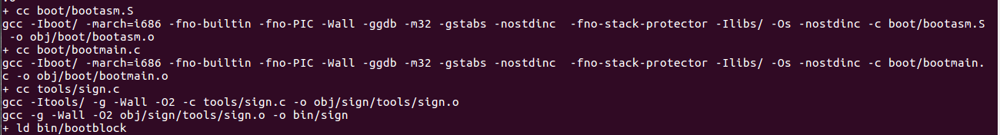 + cc boot/bootasm.S
gcc -Iboot/ -march=i686 -fno-builtin -fno-PIC -Wall -ggdb -m32 -gstabs -nostdinc  -fno-stack-protector -Ilibs/ -Os -nostdinc -c boot/bootasm.S
 -o obj/boot/bootasm.o
+ cc boot/bootmain.c
gcc -Iboot/ -march=i686 -fno-builtin -fno-PIC -Wall -ggdb -m32 -gstabs -nostdinc  -fno-stack-protector -Ilibs/ -Os -nostdinc -c boot/bootmain.
c -o obj/boot/bootmain.o
+ cc tools/sign.c
gcc -Itools/ -g -Wall -O2 -c tools/sign.c -o obj/sign/tools/sign.o
gcc -g -Wall -O2 obj/sign/tools/sign.o -o bin/sign
+ ld bin/bootblock